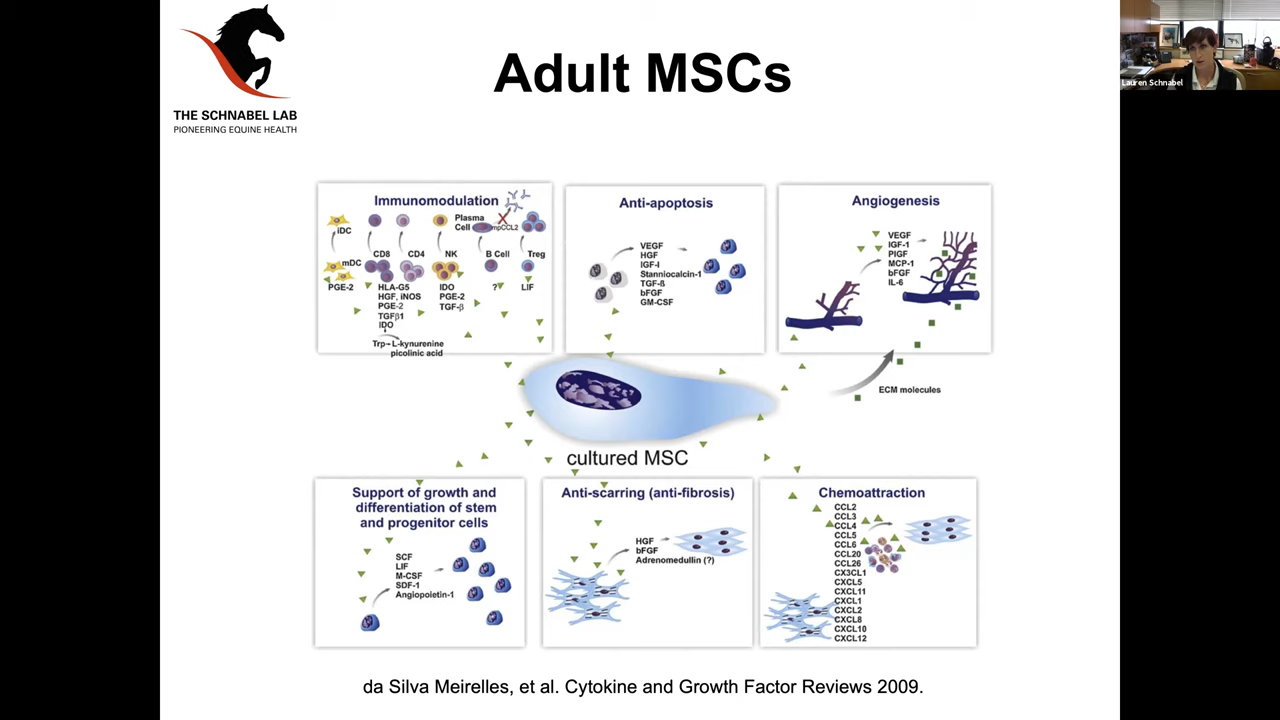 THE SCHNABEL LAB
PIONEERING EQUINE HEALTH
Adult MSCs
Lauren Schnabel
Immunomodulation
iDC
Plasma
Cell
mpCCL2
mDC
CD8
CD4
NK
B Cell
Treg
PGE-2
HLA-G5
HGF, iNOS
PGE-2
TGFβ1
IDO
IDO
PGE-2
TGF-β
?
LIF
Trp→L-kynurenine
picolinic acid
Anti-apoptosis
VEGF
HGF
IGF-I
Stanniocalcin-1
TGF-ß
bFGF
GM-CSF
Angiogenesis
VEGF
IGF-1
PIGF
MCP-1
bFGF
IL-6
ECM molecules
cultured MSC
Support of growth and
differentiation of stem
and progenitor cells
SCF
LIF
M-CSF
SDF-1
Angiopoietin-1
Anti-scarring (anti-fibrosis)
HGF
bFGF
Adrenomedullin (?)
Chemoattraction
CCL2
CCL3
CCL4
CCL5
CCL6
CCL20
CCL26
CX3CL1
CXCL5
CXCL11
CXCL1
CXCL2
CXCL8
CXCL10
CXCL12
da Silva Meirelles, et al. Cytokine and Growth Factor Reviews 2009.